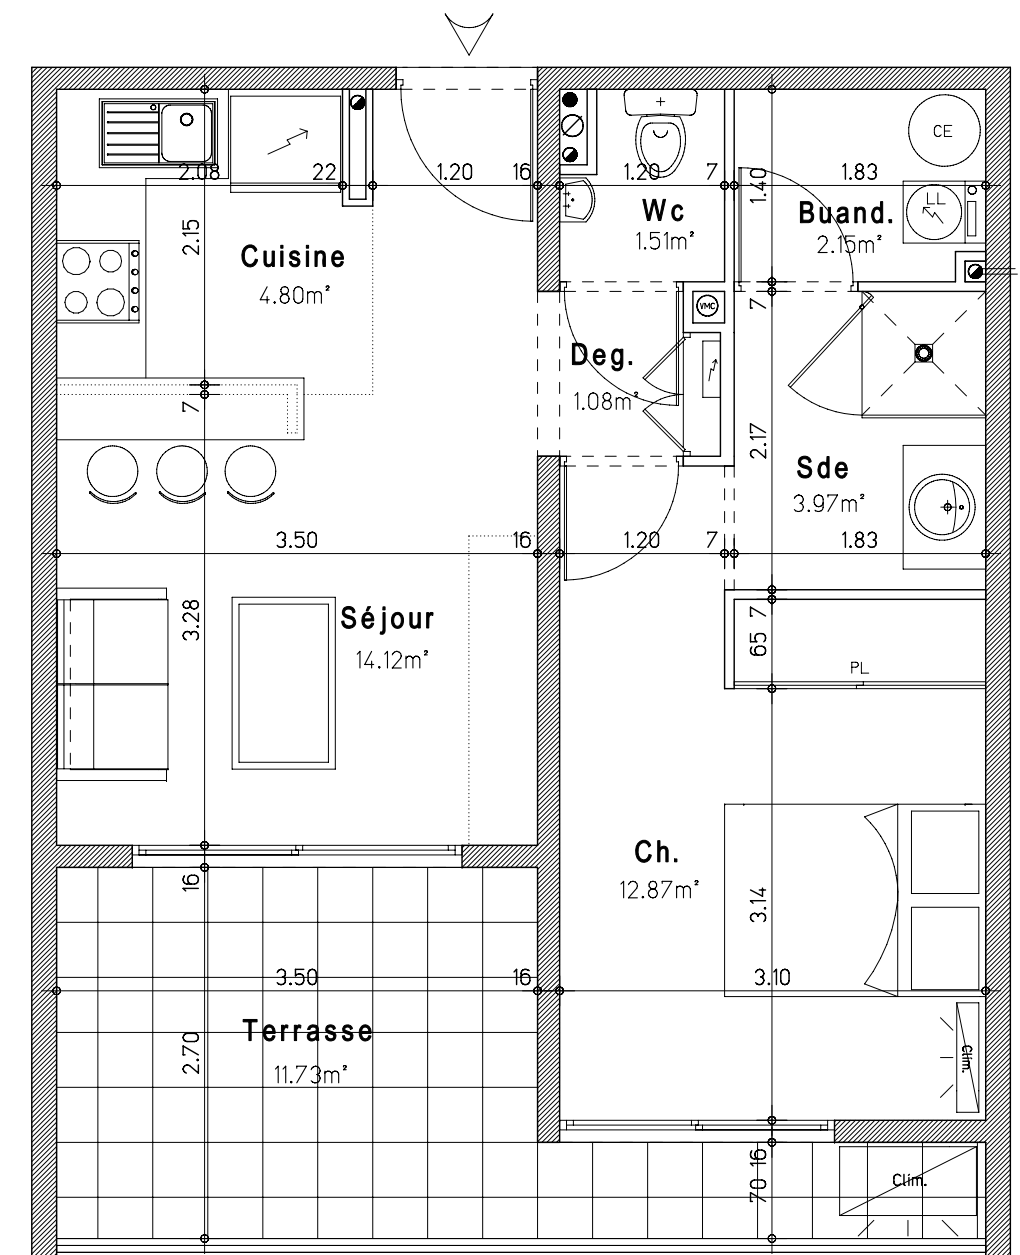 2.08
22
1.20
16
1.20
7
1.40
1.83
CE
LL
Wc
1.51m²
Buand.
2.15m²
2.15
Cuisine
4.80m²
7
VMC
7
Deg.
1.08m²
2.17
Sde
3.97m²
3.50
16
1.20
7
1.83
3.28
Séjour
14.12m²
7
65
PL
Ch.
12.87m²
16
3.14
3.50
16
3.10
Terrasse
11.73m²
2.70
Clim.
16
70
Clim.